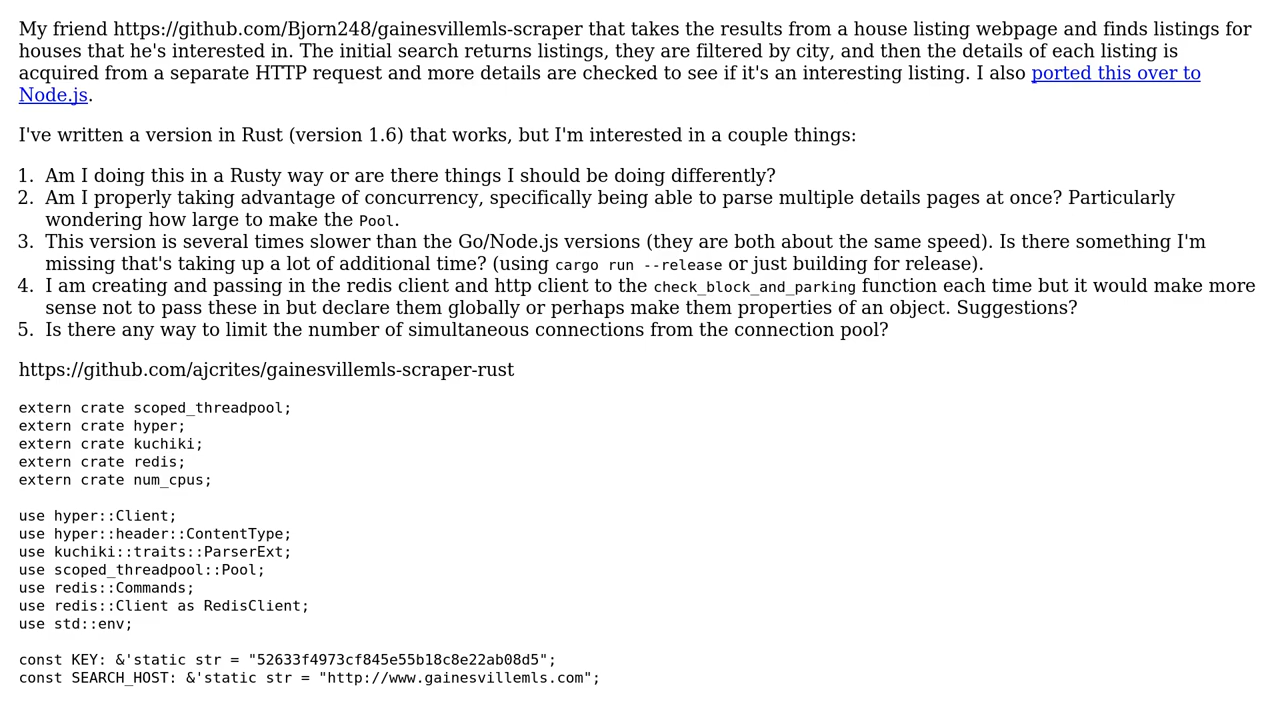 My friend https://github.com/Bjorn248/gainesvillemls-scraper that takes the results from a house listing webpage and finds listings for
houses that he's interested in. The initial search returns listings, they are filtered by city, and then the details of each listing is
acquired from a separate HTTP request and more details are checked to see if it's an interesting listing. I also ported this over to
Node.js.
I've written a version in Rust (version 1.6) that works, but I'm interested in a couple things:
1. Am I doing this in a Rusty way or are there things I should be doing differently?
2. Am I properly taking advantage of concurrency, specifically being able to parse multiple details pages at once? Particularly
wondering how large to make the Pool.
3. This version is several times slower than the Go/Node.js versions (they are both about the same speed). Is there something I'm
missing that's taking up a lot of additional time? (using cargo run --release or just building for release).
4. I am creating and passing in the redis client and http client to the check_block_and_parking function each time but it would make more
sense not to pass these in but declare them globally or perhaps make them properties of an object. Suggestions?
5. Is there any way to limit the number of simultaneous connections from the connection pool?
https://github.com/ajcrites/gainesvillemls-scraper-rust
extern crate scoped_threadpool;
extern crate hyper;
extern crate kuchiki;
extern crate redis;
extern crate num_cpus;
use hyper::Client;
use hyper::header::ContentType;
use kuchiki::traits::ParserExt;
use scoped_threadpool::Pool;
use redis::Commands;
use redis::Client as RedisClient;
use std::env;
const KEY: &'static str = "52633f4973cf845e55b18c8e22ab08d5";
const SEARCH_HOST: &'static str = "http://www.gainesvillemls.com";